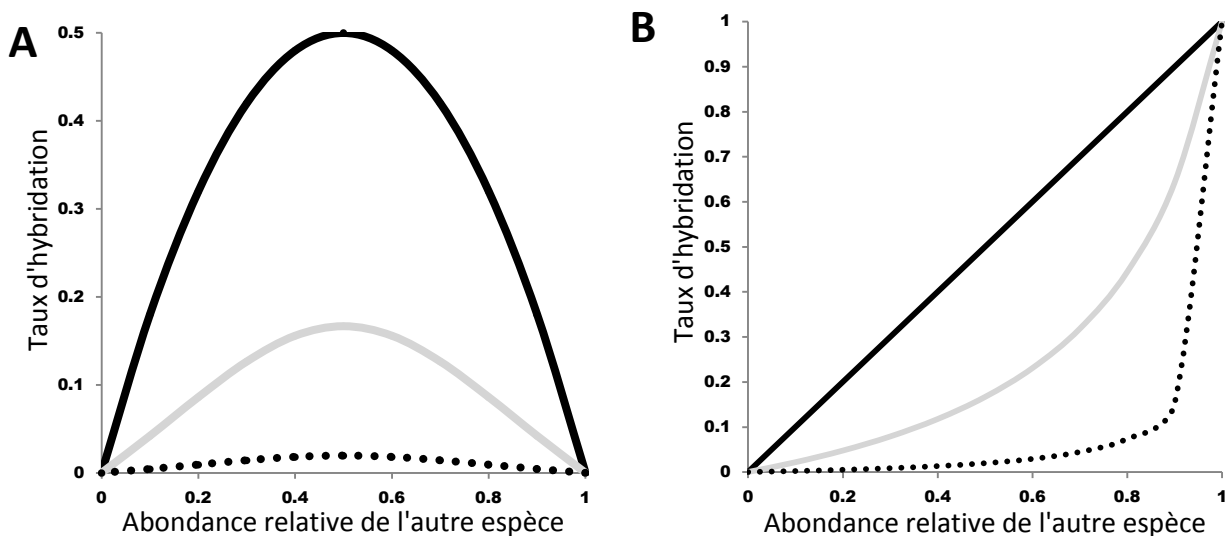 A
Taux d'hybridation
0.5
0.4
0.3
0.2
0.1
0
0 0.2 0.4 0.6 0.8 1
Abondance relative de l'autre espèce
B
Taux d'hybridation
1
0.9
0.8
0.7
0.6
0.5
0.4
0.3
0.2
0.1
0
0 0.2 0.4 0.6 0.8 1
Abondance relative de l'autre espèce